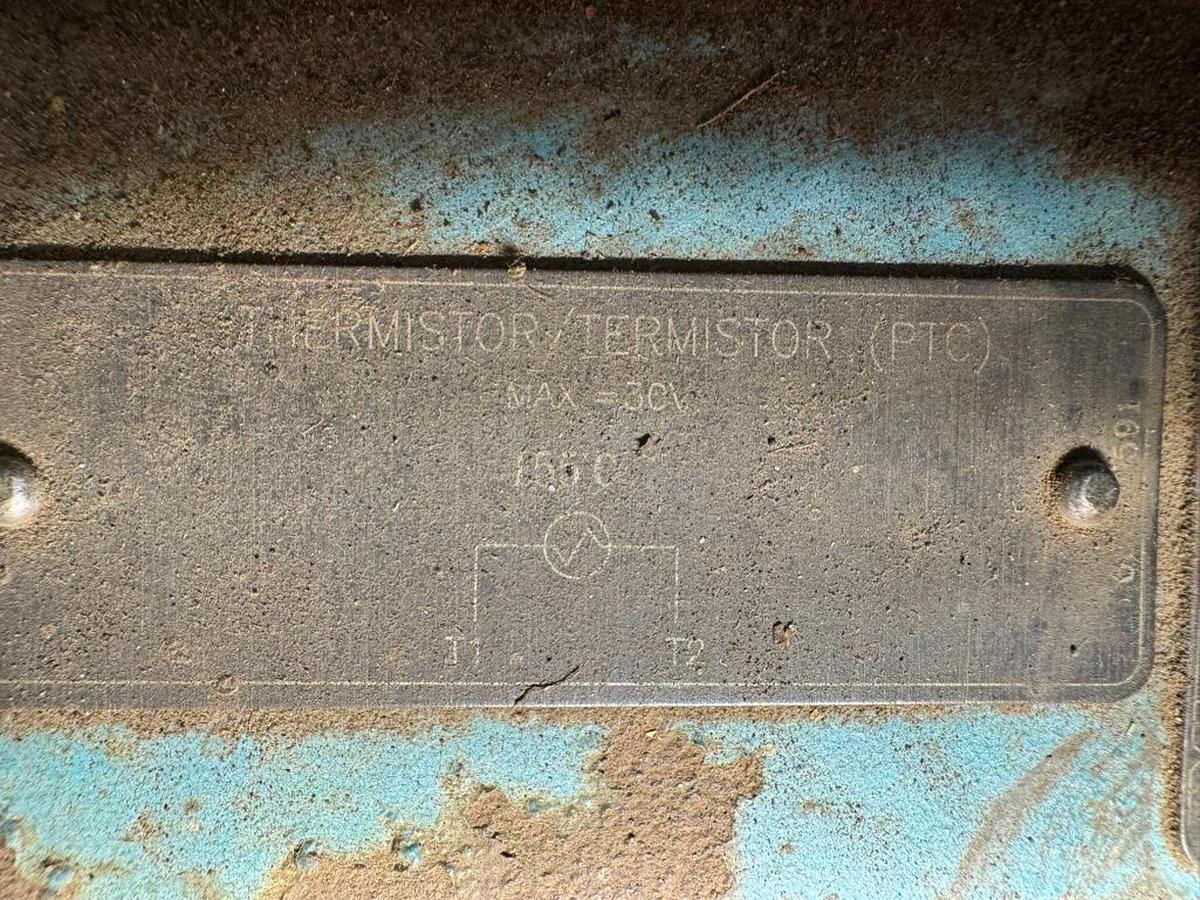 THERMISTOR/TERMISTOR (PTC)
MAX = 30V
155 C
T1 T2